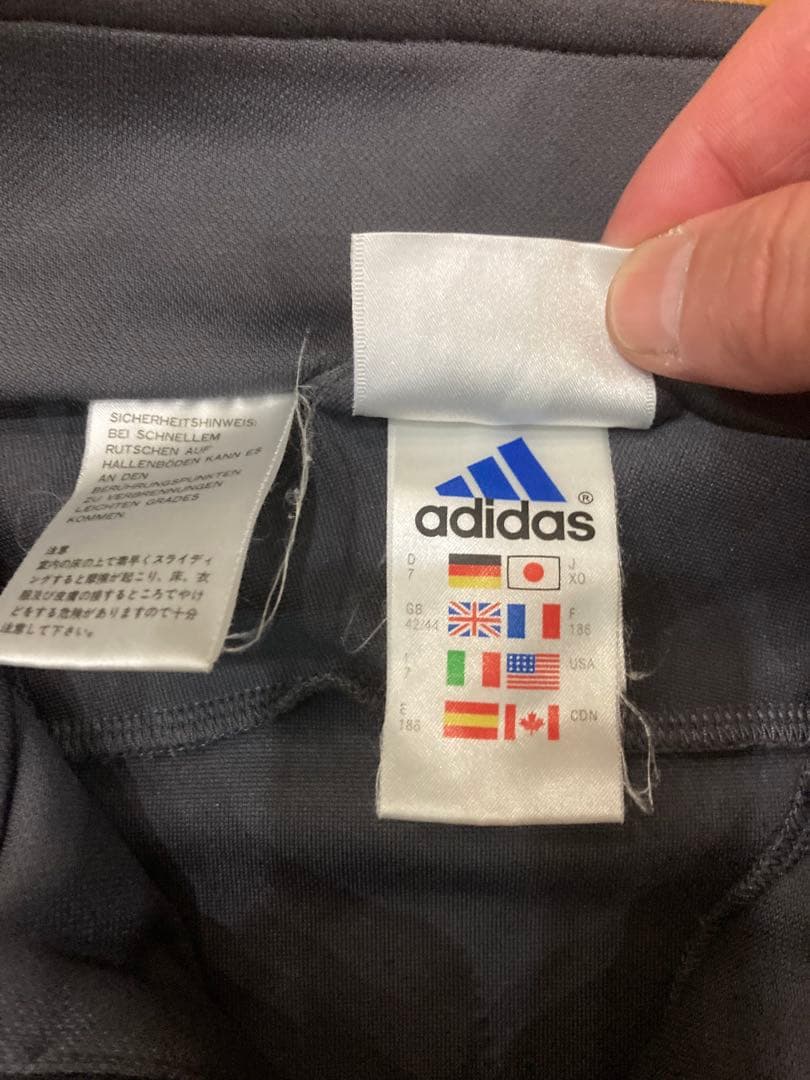 SICHERHEITSHINWEIS:
BEI SCHNELLEM
RUTSCHEN AUF
HALLENBÖDEN KANN ES
AN DEN
BERÜHRUNGSPUNKTEN
ZU VERBRENNUNGEN
LEICHTEN GRADES
KOMMEN.
注意
室内の床の上で素早くスライディ
ングすると摩擦が起こり、床、衣
服及び皮膚の接するところでやけ
どをする危険がありますので十分
注意して下さい。
adidas®
D J
7 XO
GB F
42/44 186
I USA
7
E CDN
186